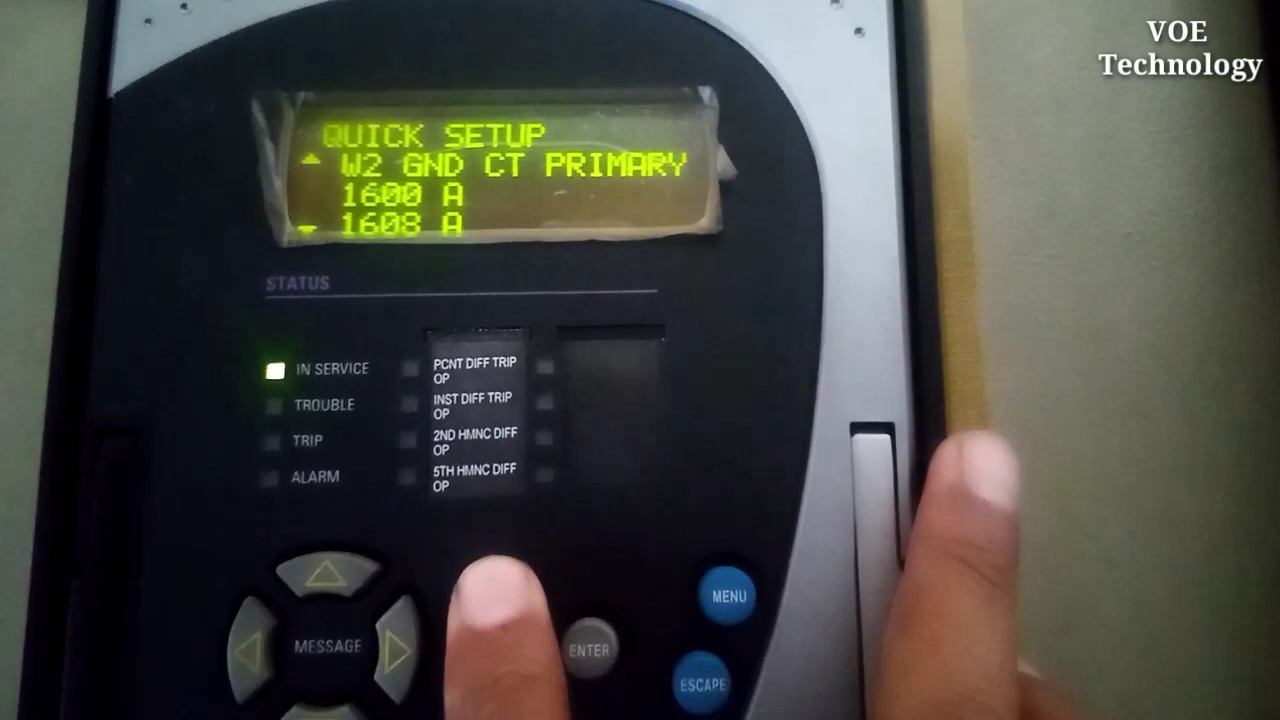 VOE
Technology
QUICK SETUP
W2 GND CT PRIMARY
1600 A
1608 A
STATUS
IN SERVICE
TROUBLE
TRIP
ALARM
PCNT DIFF TRIP
OP
INST DIFF TRIP
OP
2ND HMNC DIFF
OP
5TH HMNC DIFF
OP
MESSAGE
ENTER
MENU
ESCAPE